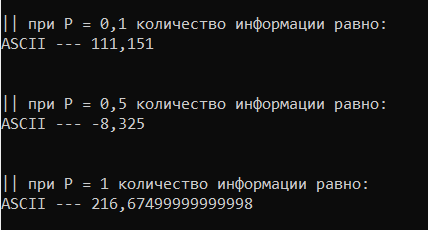 || при P = 0,1 количество информации равно:
ASCII --- 111,151
|| при P = 0,5 количество информации равно:
ASCII --- -8,325
|| при P = 1 количество информации равно:
ASCII --- 216,67499999999998